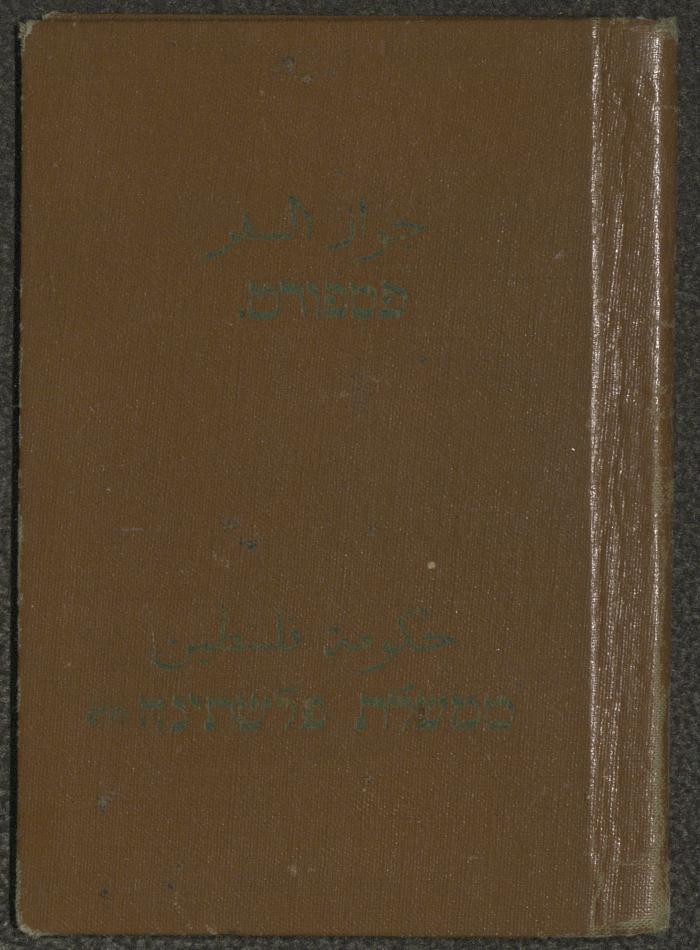 جواز السفر
פספורט.
حكومة فلسطين
ממשלת פלשתינה (א״י)